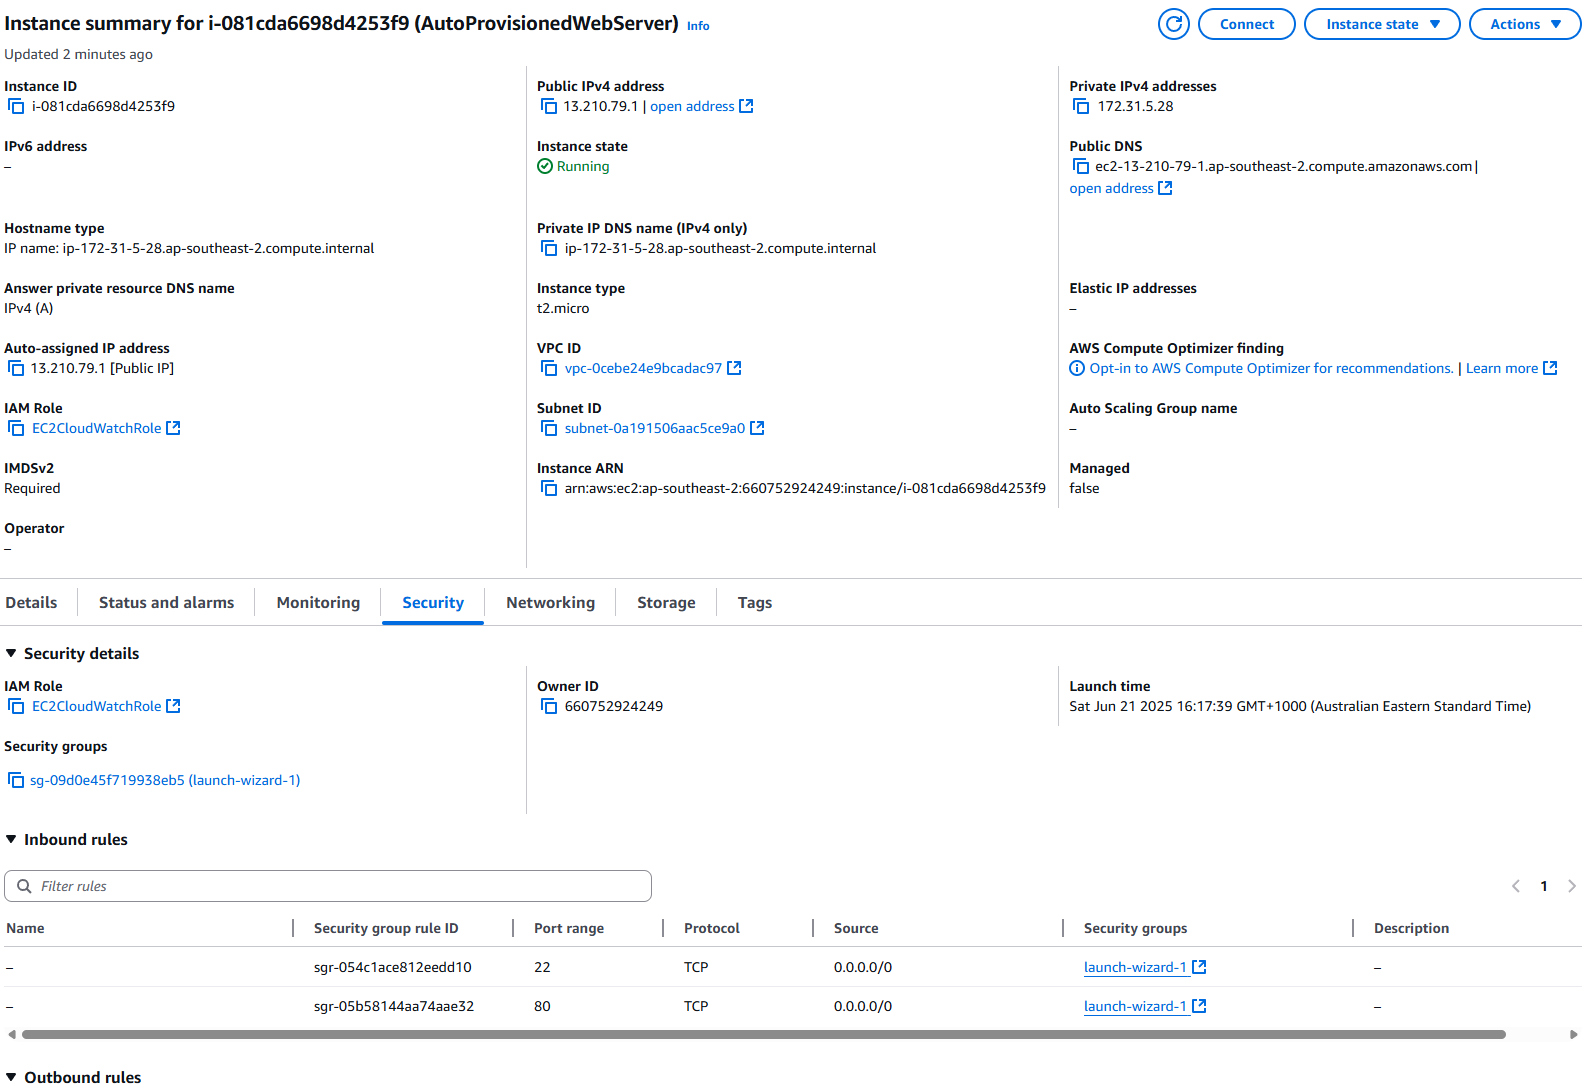 Instance summary for i-081cda6698d4253f9 (AutoProvisionedWebServer) Info
Connect
Instance state
Actions
Updated 2 minutes ago
Instance ID
i-081cda6698d4253f9
Public IPv4 address
13.210.79.1 | open address
Private IPv4 addresses
172.31.5.28
IPv6 address
–
Instance state
Running
Public DNS
ec2-13-210-79-1.ap-southeast-2.compute.amazonaws.com |
open address
Hostname type
IP name: ip-172-31-5-28.ap-southeast-2.compute.internal
Private IP DNS name (IPv4 only)
ip-172-31-5-28.ap-southeast-2.compute.internal
Answer private resource DNS name
IPv4 (A)
Instance type
t2.micro
Elastic IP addresses
–
Auto-assigned IP address
13.210.79.1 [Public IP]
VPC ID
vpc-0cebe24e9bcadac97
AWS Compute Optimizer finding
Opt-in to AWS Compute Optimizer for recommendations. | Learn more
IAM Role
EC2CloudWatchRole
Subnet ID
subnet-0a191506aac5ce9a0
Auto Scaling Group name
–
IMDSv2
Required
Instance ARN
arn:aws:ec2:ap-southeast-2:660752924249:instance/i-081cda6698d4253f9
Managed
false
Operator
–
Details
Status and alarms
Monitoring
Security
Networking
Storage
Tags
Security details
IAM Role
EC2CloudWatchRole
Owner ID
660752924249
Launch time
Sat Jun 21 2025 16:17:39 GMT+1000 (Australian Eastern Standard Time)
Security groups
sg-09d0e45f719938eb5 (launch-wizard-1)
Inbound rules
Filter rules
1
Name Security group rule ID Port range Protocol Source Security groups Description
– sgr-054c1ace812eedd10 22 TCP 0.0.0.0/0 launch-wizard-1 –
– sgr-05b58144aa74aae32 80 TCP 0.0.0.0/0 launch-wizard-1 –
Outbound rules